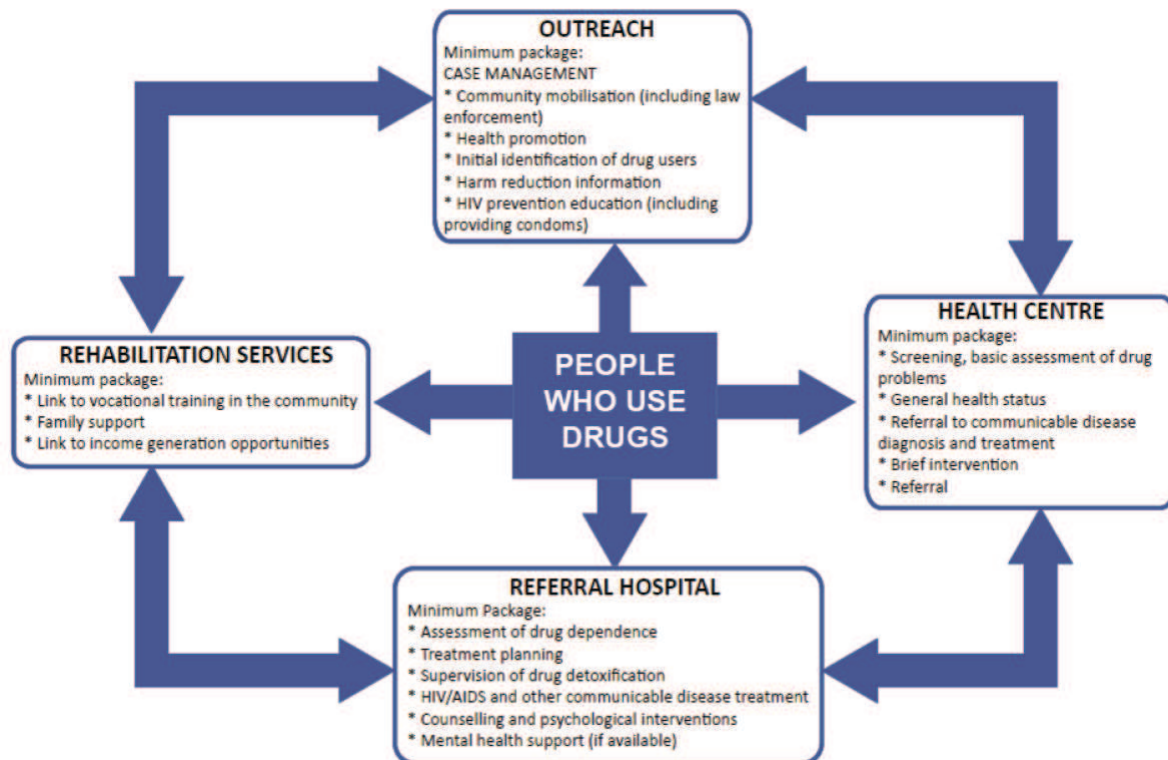 OUTREACH
Minimum package:
CASE MANAGEMENT
* Community mobilisation (including law
enforcement)
* Health promotion
* Initial identification of drug users
* Harm reduction information
* HIV prevention education (including
providing condoms)
REHABILITATION SERVICES
Minimum package:
* Link to vocational training in the community
* Family support
* Link to income generation opportunities
PEOPLE
WHO USE
DRUGS
HEALTH CENTRE
Minimum package:
* Screening, basic assessment of drug
problems
* General health status
* Referral to communicable disease
diagnosis and treatment
* Brief intervention
* Referral
REFERRAL HOSPITAL
Minimum Package:
* Assessment of drug dependence
* Treatment planning
* Supervision of drug detoxification
* HIV/AIDS and other communicable disease treatment
* Counselling and psychological interventions
* Mental health support (if available)